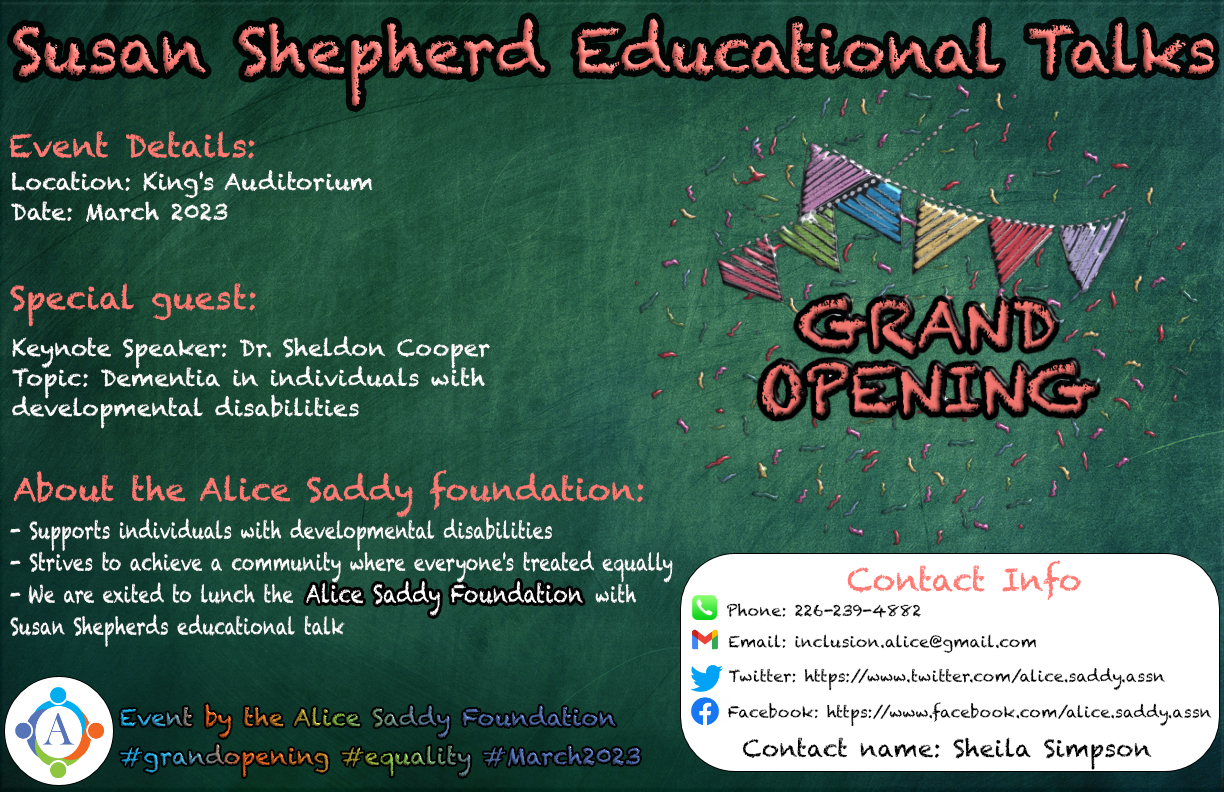 Susan Shepherd Educational Talks
Event Details:
Location: King's Auditorium
Date: March 2023
Special guest:
Keynote Speaker: Dr. Sheldon Cooper
Topic: Dementia in individuals with
developmental disabilities
GRAND
OPENING
About the Alice Saddy foundation:
- Supports individuals with developmental disabilities
- Strives to achieve a community where everyone's treated equally
- We are exited to lunch the Alice Saddy Foundation with
Susan Shepherds educational talk
Contact Info
Phone: 226-239-4882
Email: inclusion.alice@gmail.com
Twitter: https://www.twitter.com/alice.saddy.assn
Facebook: https://www.facebook.com/alice.saddy.assn
Contact name: Sheila Simpson
A
Event by the Alice Saddy Foundation
#grandopening #equality #March2023